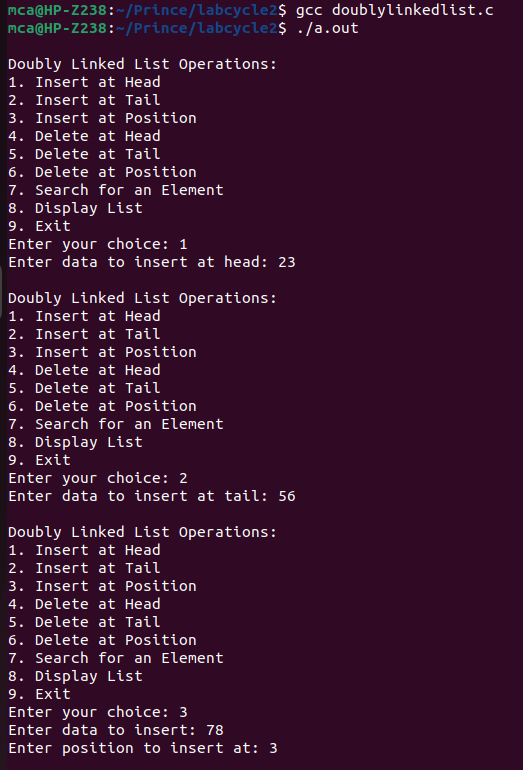 mca@HP-Z238:~/Prince/labcycle2$ gcc doublylinkedlist.c
mca@HP-Z238:~/Prince/labcycle2$ ./a.out
Doubly Linked List Operations:
1. Insert at Head
2. Insert at Tail
3. Insert at Position
4. Delete at Head
5. Delete at Tail
6. Delete at Position
7. Search for an Element
8. Display List
9. Exit
Enter your choice: 1
Enter data to insert at head: 23
Doubly Linked List Operations:
1. Insert at Head
2. Insert at Tail
3. Insert at Position
4. Delete at Head
5. Delete at Tail
6. Delete at Position
7. Search for an Element
8. Display List
9. Exit
Enter your choice: 2
Enter data to insert at tail: 56
Doubly Linked List Operations:
1. Insert at Head
2. Insert at Tail
3. Insert at Position
4. Delete at Head
5. Delete at Tail
6. Delete at Position
7. Search for an Element
8. Display List
9. Exit
Enter your choice: 3
Enter data to insert: 78
Enter position to insert at: 3